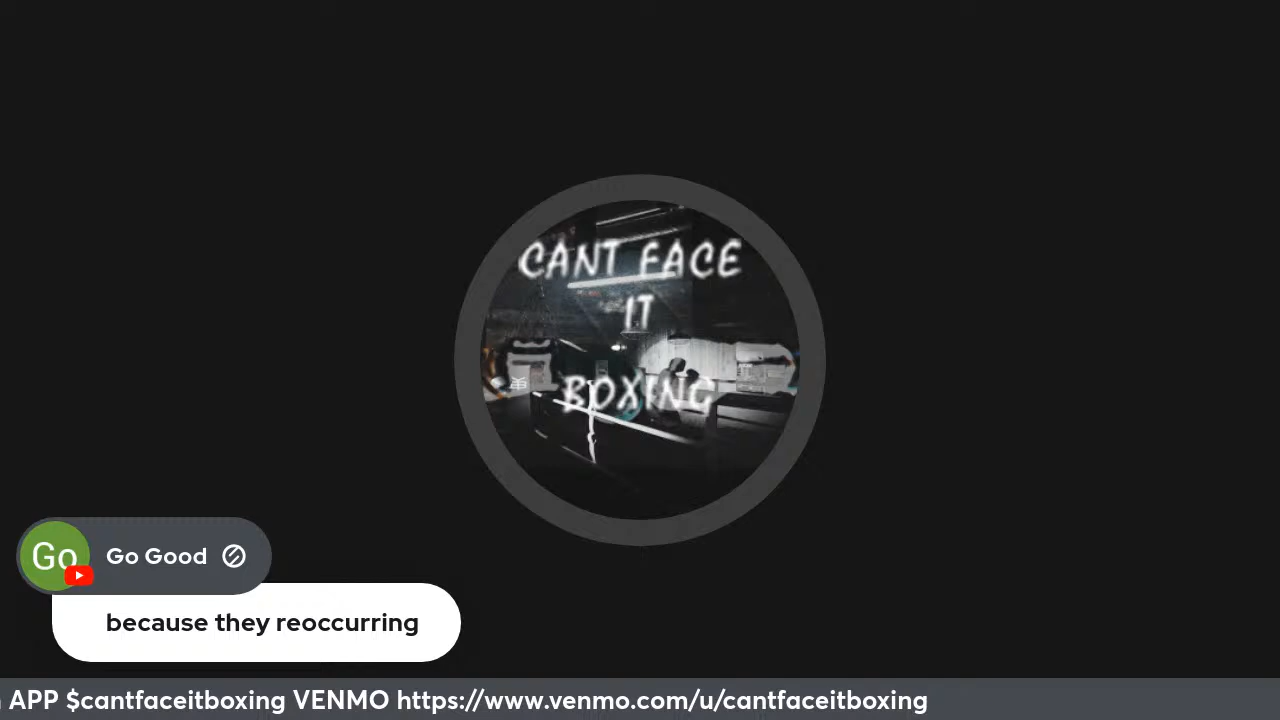 CANT FACE
IT
BOXING
Go
Go Good
because they reoccurring
APP $cantfaceitboxing VENMO https://www.venmo.com/u/cantfaceitboxing